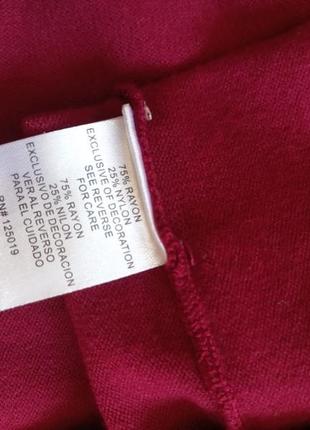 75% RAYON
25% NYLON
EXCLUSIVE OF DECORATION
SEE REVERSE
FOR CARE
75% RAYON
25% NILON
EXCLUSIVO DE DECORACION
VER AL REVERSO
PARA EL CUIDADO
RN# 125019